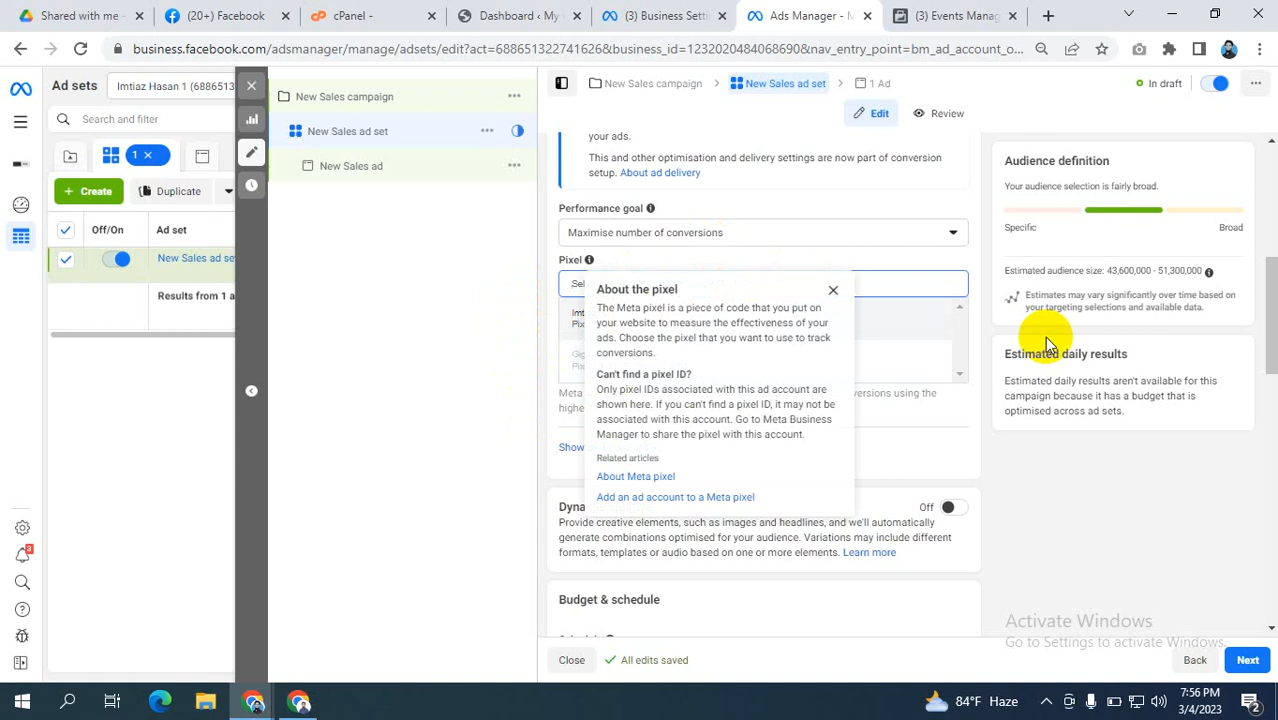 Shared with me
(20+) Facebook
cPanel -
Dashboard ‹ My
(3) Business Setti
Ads Manager - M
(3) Events Manag
business.facebook.com/adsmanager/manage/adsets/edit?act=688651322741626&business_id=1232020484068690&nav_entry_point=bm_ad_account_o...
Ad sets
Imtiaz Hasan 1 (68865
Search and filter
1
+ Create
Duplicate
Off/On
Ad set
New Sales ad se
Results from 1 a
New Sales campaign
New Sales ad set
New Sales ad
New Sales campaign
New Sales ad set
1 Ad
In draft
Edit
Review
your ads.
This and other optimisation and delivery settings are now part of conversion
setup. About ad delivery
Performance goal
Maximise number of conversions
Pixel
Sel
Imt
Pix
Gi
Pix
About the pixel
The Meta pixel is a piece of code that you put on
your website to measure the effectiveness of your
ads. Choose the pixel that you want to use to track
conversions.
Can't find a pixel ID?
Only pixel IDs associated with this ad account are
shown here. If you can't find a pixel ID, it may not be
associated with this account. Go to Meta Business
Manager to share the pixel with this account.
Related articles
About Meta pixel
Add an ad account to a Meta pixel
Meta
versions using the
highe
Show
Dyna
Off
Provide creative elements, such as images and headlines, and we'll automatically
generate combinations optimised for your audience. Variations may include different
formats, templates or audio based on one or more elements. Learn more
Budget & schedule
Audience definition
Your audience selection is fairly broad.
Specific
Broad
Estimated audience size: 43,600,000 - 51,300,000
Estimates may vary significantly over time based on
your targeting selections and available data.
Estimated daily results
Estimated daily results aren't available for this
campaign because it has a budget that is
optimised across ad sets.
Activate Windows
Go to Settings to activate Windows.
Close
All edits saved
Back
Next
3
84°F
Haze
7:56 PM
3/4/2023
2